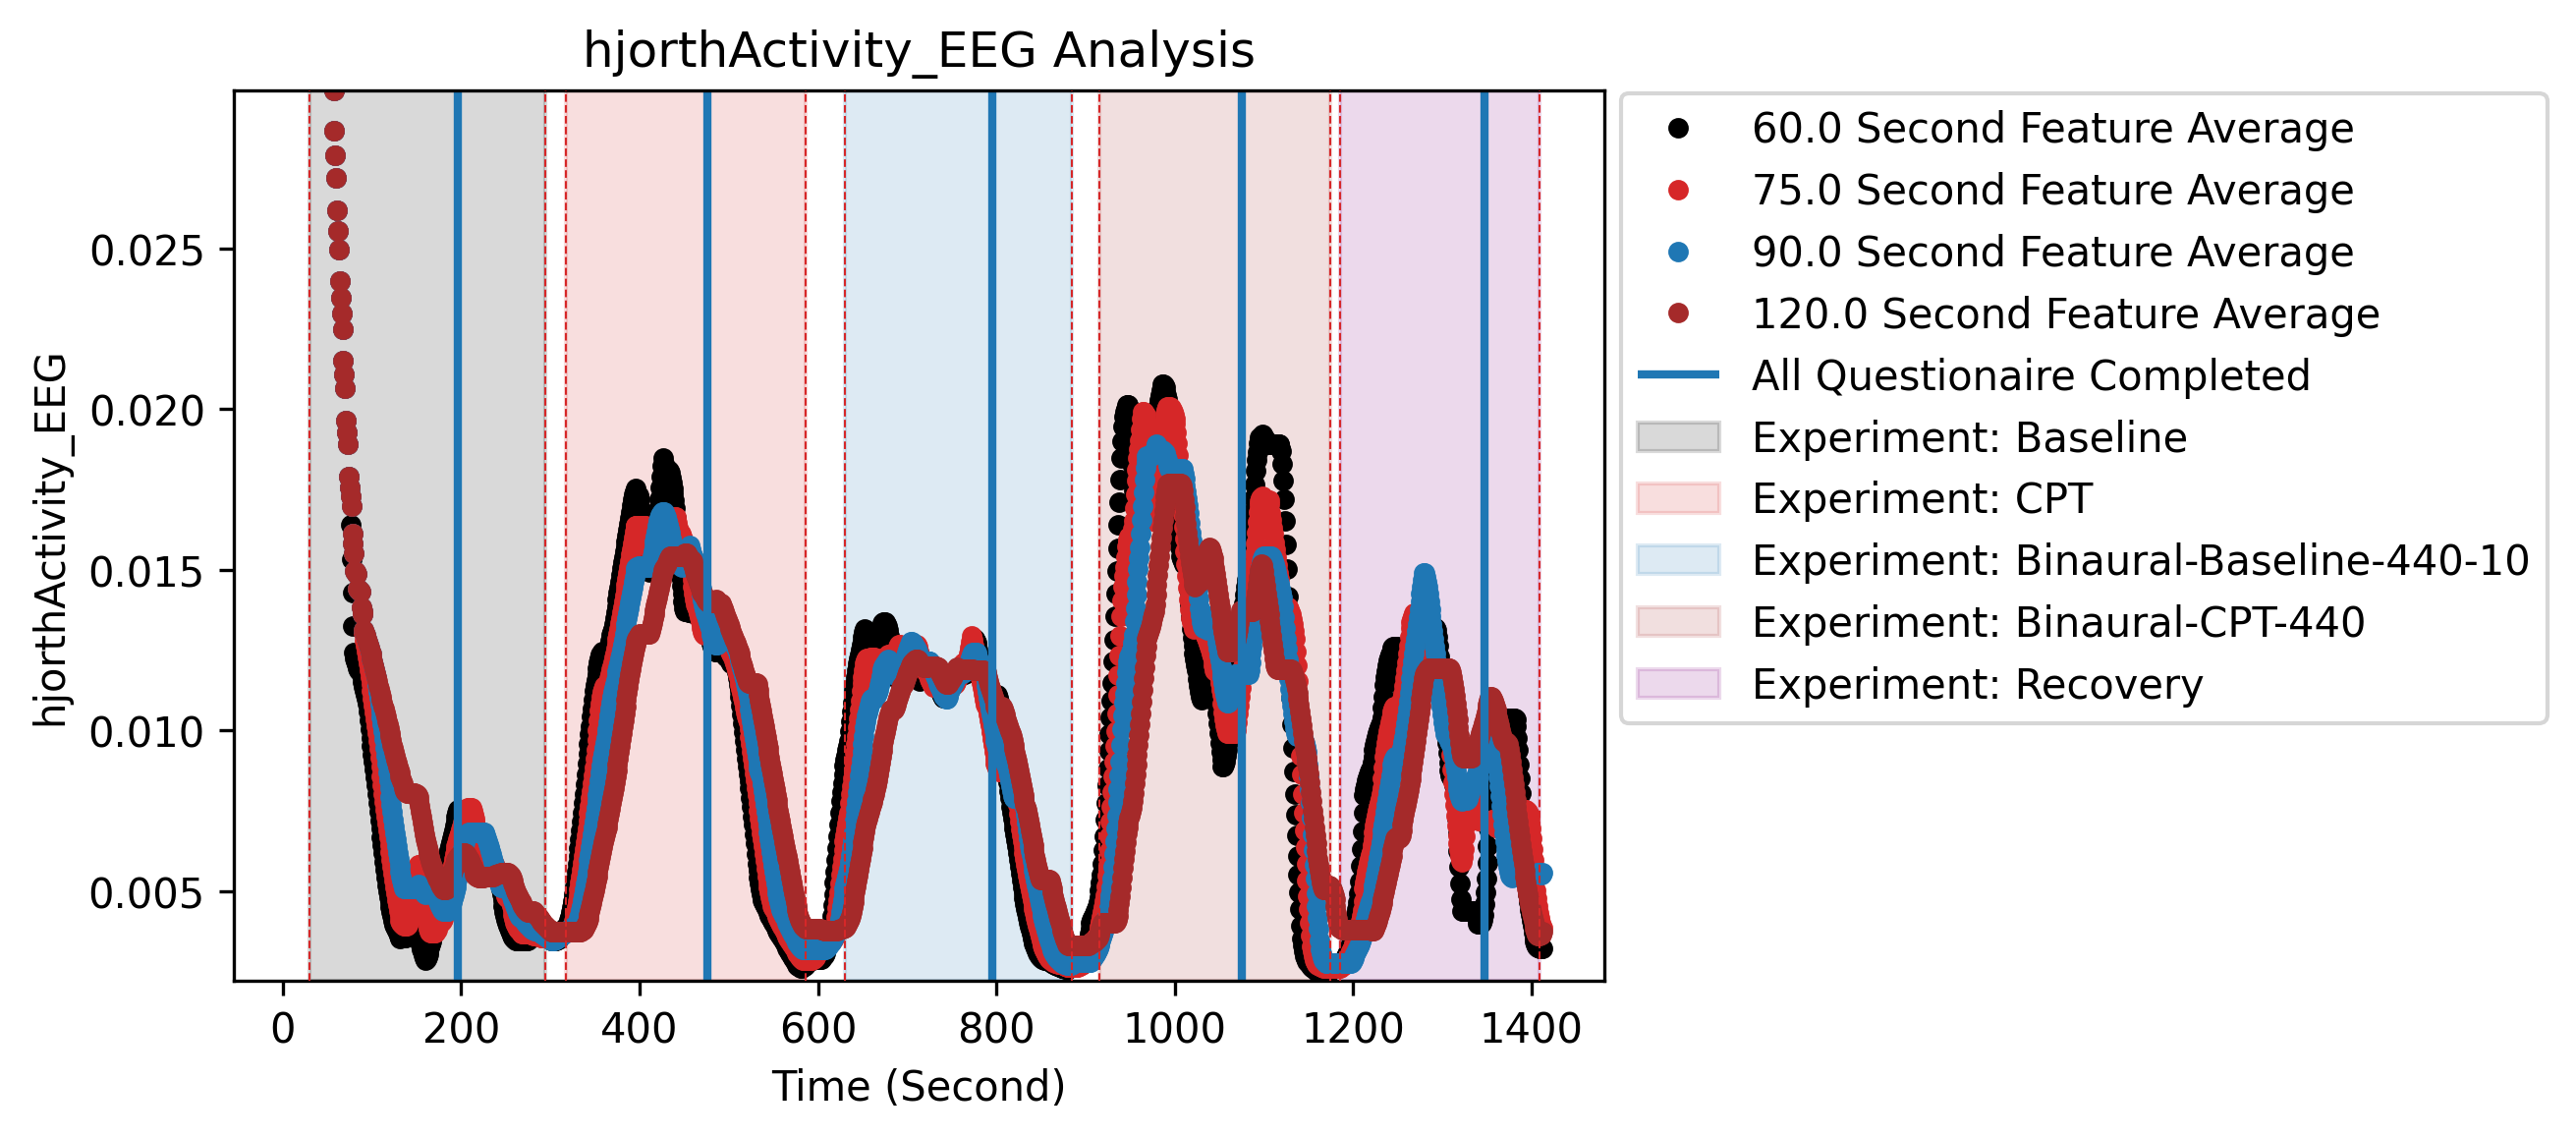 hjorthActivity_EEG Analysis
hjorthActivity_EEG
0.025
0.020
0.015
0.010
0.005
0 200 400 600 800 1000 1200 1400
Time (Second)
60.0 Second Feature Average
75.0 Second Feature Average
90.0 Second Feature Average
120.0 Second Feature Average
All Questionaire Completed
Experiment: Baseline
Experiment: CPT
Experiment: Binaural-Baseline-440-10
Experiment: Binaural-CPT-440
Experiment: Recovery